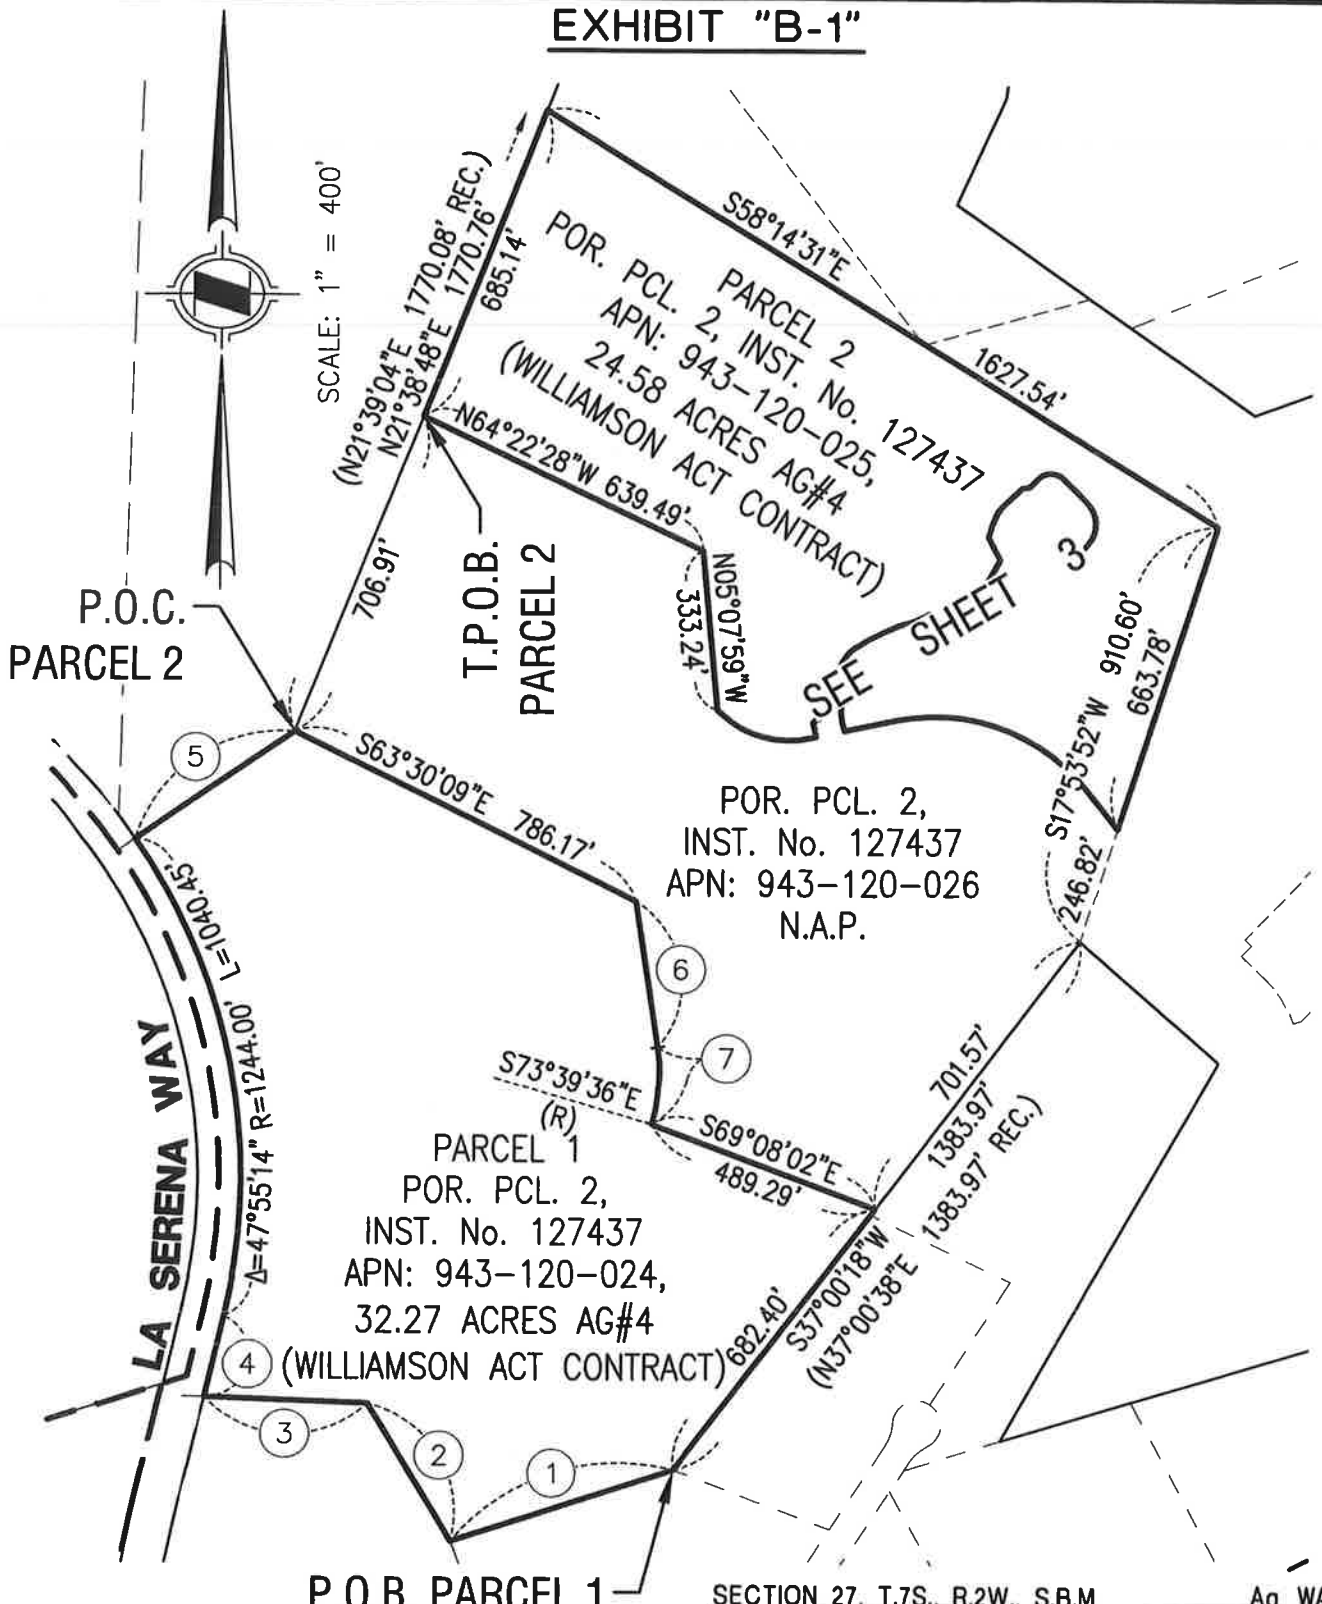 EXHIBIT "B-1"
SCALE: 1" = 400'
(N21°39'04"E 1770.08' REC.)
N21°38'48"E 1770.76'
685.14'
S58°14'31"E
1627.54'
PARCEL 2
POR. PCL. 2, INST. No. 127437
APN: 943-120-025,
24.58 ACRES AG#4
(WILLIAMSON ACT CONTRACT)
N64°22'28"W 639.49'
N05°07'59"W
333.24'
SEE SHEET 3
T.P.O.B.
PARCEL 2
706.91'
P.O.C.
PARCEL 2
S17°53'52"W 910.60'
663.78'
246.82'
5
S63°30'09"E 786.17'
POR. PCL. 2,
INST. No. 127437
APN: 943-120-026
N.A.P.
6
7
S73°39'36"E
(R)
S69°08'02"E
489.29'
701.57'
1383.97'
S37°00'18"W
(N37°00'38"E 1383.97' REC.)
682.40'
LA SERENA WAY
Δ=47°55'14" R=1244.00' L=1040.45'
PARCEL 1
POR. PCL. 2,
INST. No. 127437
APN: 943-120-024,
32.27 ACRES AG#4
(WILLIAMSON ACT CONTRACT)
4
3
2
1
P.O.B. PARCEL 1
SECTION 27, T.7S., R.2W., S.B.M.
Ag WA